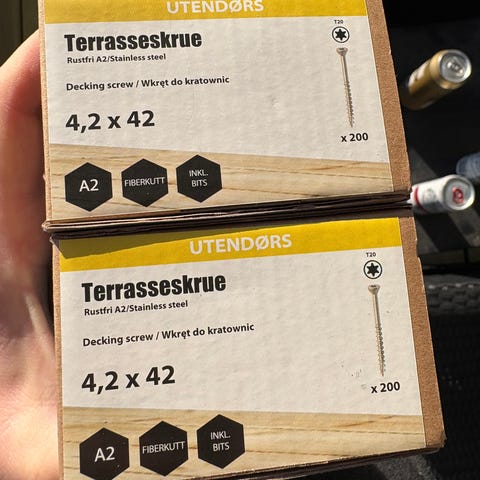 UTENDØRS
Terrasseskrue
T20
Rustfri A2/Stainless steel
Decking screw / Wkręt do kratownic
4,2 x 42
x 200
A2
FIBERKUTT
INKL.
BITS
UTENDØRS
Terrasseskrue
T20
Rustfri A2/Stainless steel
Decking screw / Wkręt do kratownic
4,2 x 42
x 200
A2
FIBERKUTT
INKL.
BITS